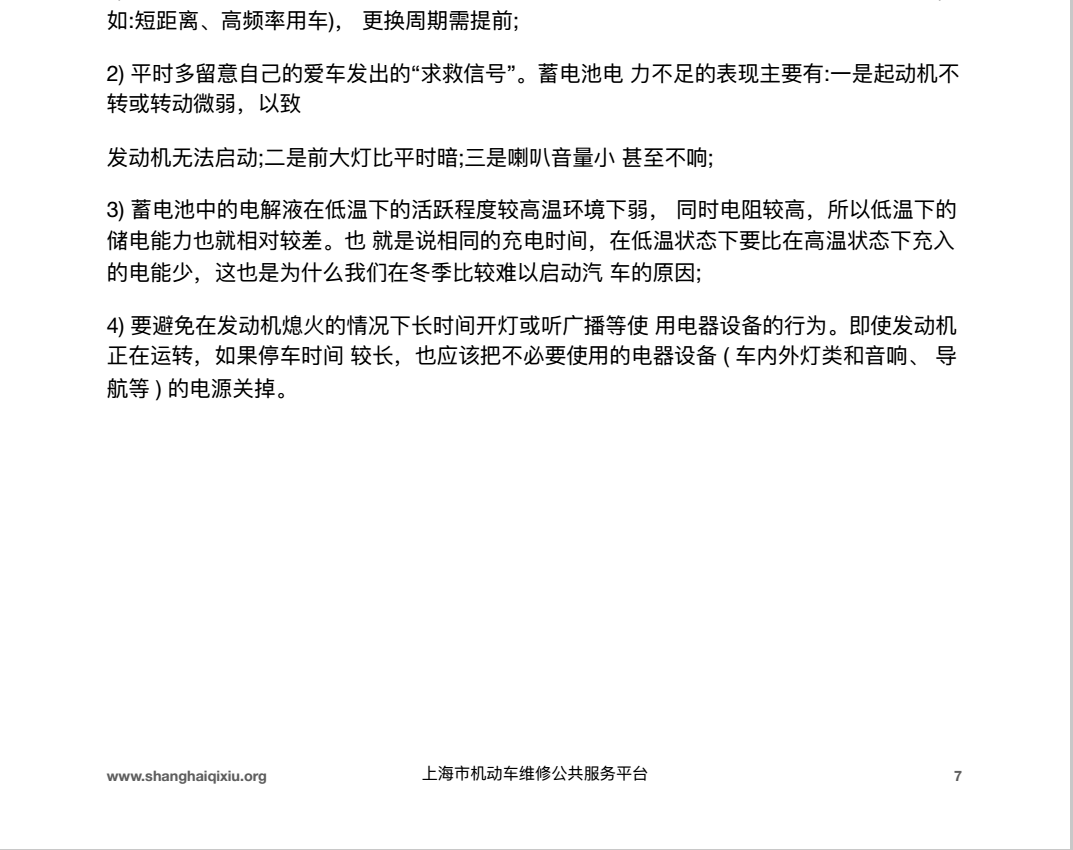 如:短距离、高频率用车)， 更换周期需提前;
2) 平时多留意自己的爱车发出的“求救信号”。蓄电池电 力不足的表现主要有:一是起动机不
转或转动微弱，以致
发动机无法启动;二是前大灯比平时暗;三是喇叭音量小 甚至不响;
3) 蓄电池中的电解液在低温下的活跃程度较高温环境下弱， 同时电阻较高，所以低温下的
储电能力也就相对较差。也 就是说相同的充电时间，在低温状态下要比在高温状态下充入
的电能少，这也是为什么我们在冬季比较难以启动汽 车的原因;
4) 要避免在发动机熄火的情况下长时间开灯或听广播等使 用电器设备的行为。即使发动机
正在运转，如果停车时间 较长，也应该把不必要使用的电器设备 ( 车内外灯类和音响、 导
航等 ) 的电源关掉。
www.shanghaiqixiu.org 上海市机动车维修公共服务平台 7